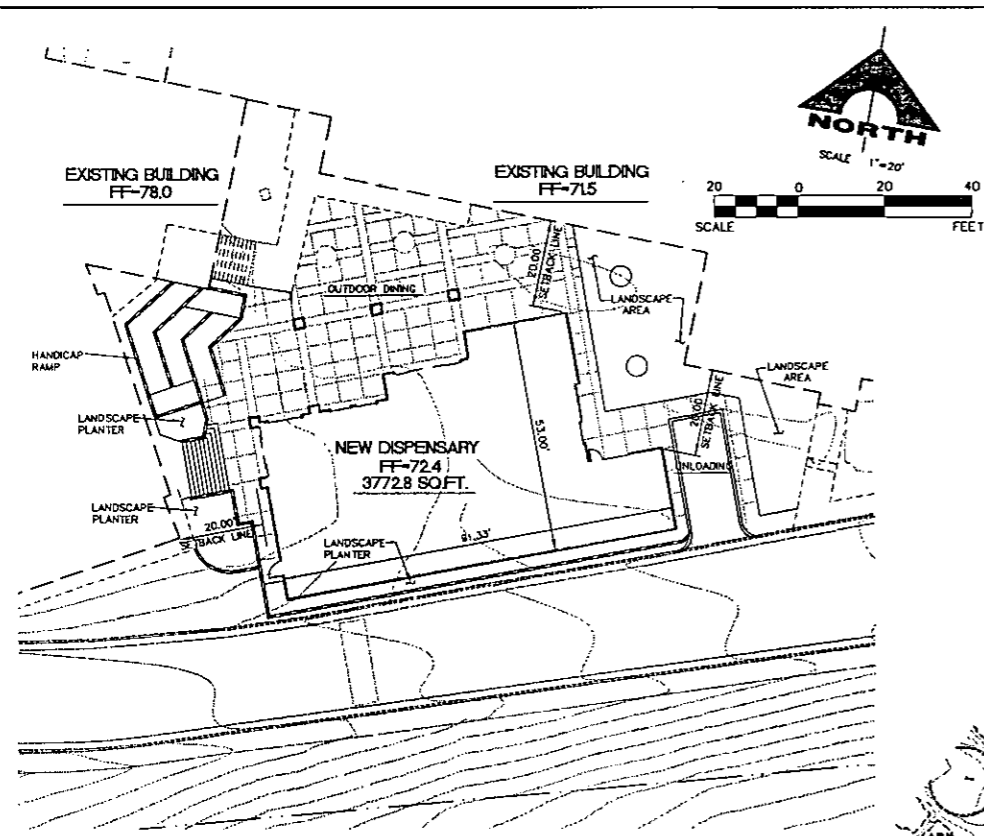 NORTH
SCALE 1"=20'
20 0 20 40
SCALE FEET
EXISTING BUILDING
FF=78.0
EXISTING BUILDING
FF=71.5
20.00'
SETBACK LINE
OUTDOOR DINING
LANDSCAPE
AREA
HANDICAP
RAMP
LANDSCAPE
AREA
20.00'
SETBACK LINE
LANDSCAPE
PLANTER
NEW DISPENSARY
FF=72.4
3772.8 SQ.FT.
53.00'
UNLOADING
LANDSCAPE
PLANTER
20.00'
SETBACK LINE
LANDSCAPE
PLANTER